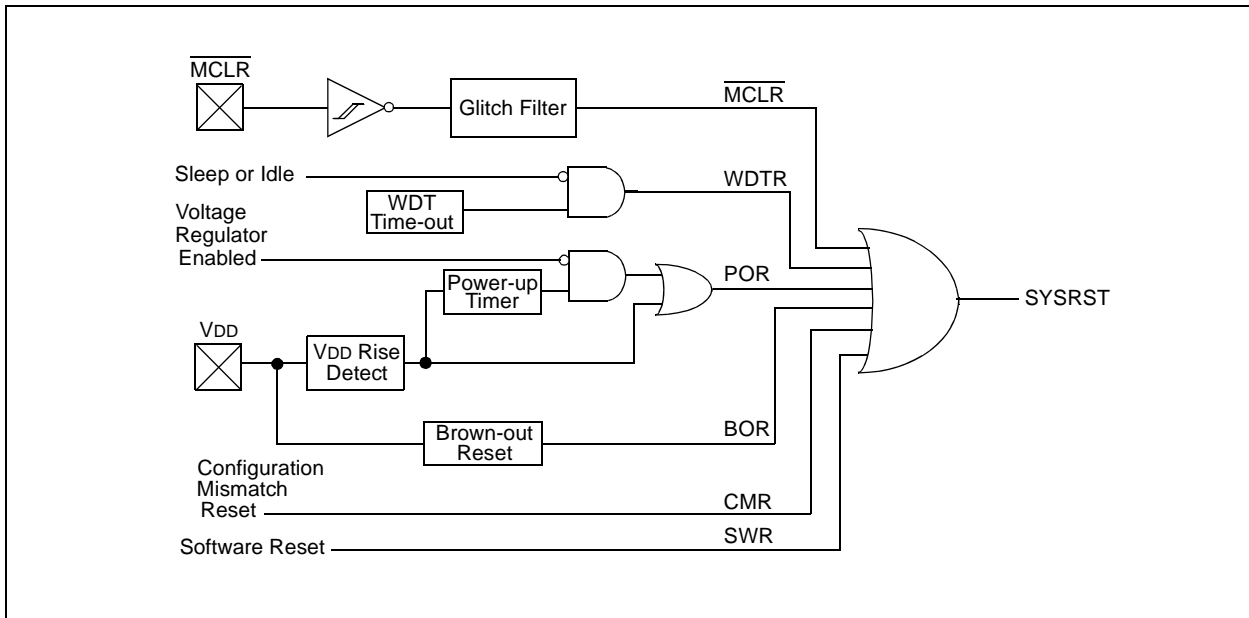 MCLR
Glitch Filter
MCLR
Sleep or Idle
WDT
Time-out
WDTR
Voltage
Regulator
Enabled
Power-up
Timer
POR
SYSRST
VDD
VDD Rise
Detect
Brown-out
Reset
BOR
Configuration
Mismatch
Reset
CMR
Software Reset
SWR